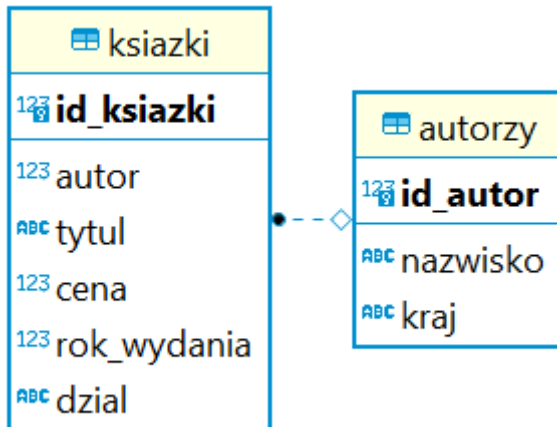 ksiazki
123 id_ksiazki
123 autor
ABC tytul
123 cena
123 rok_wydania
ABC dzial
autorzy
123 id_autor
ABC nazwisko
ABC kraj